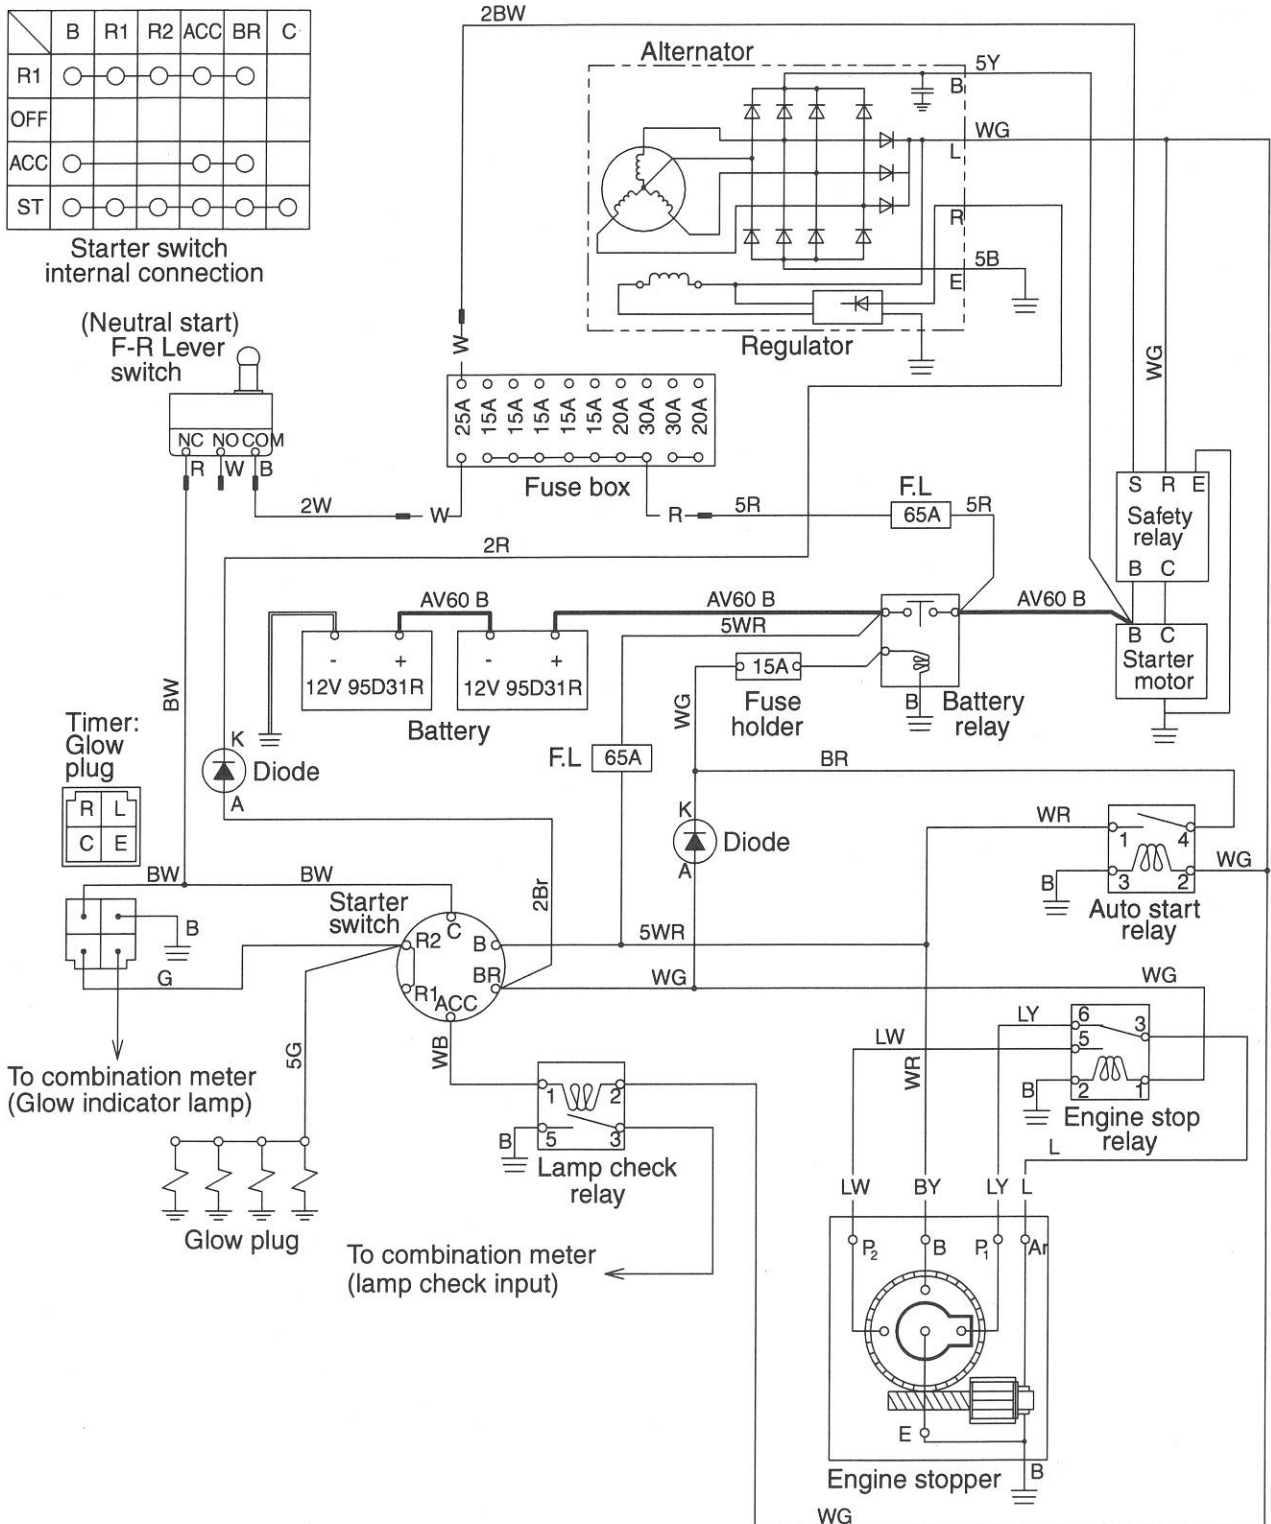 2BW
B R1 R2 ACC BR C
R1
OFF
ACC
ST
Starter switch
internal connection
Alternator
5Y
B
WG
L
R
5B
E
Regulator
(Neutral start)
F-R Lever
switch
NC NO COM
R W B
W
25A 15A 15A 15A 15A 15A 20A 30A 30A 20A
Fuse box
WG
2W
W
R
5R
F.L
65A
5R
2R
S R E
Safety
relay
B C
AV60 B
AV60 B
AV60 B
5WR
B C
Starter
motor
- +
12V 95D31R
- +
12V 95D31R
Battery
15A
Fuse
holder
WG
B
Battery
relay
BW
Timer:
Glow
plug
R L
C E
K
Diode
A
F.L
65A
BR
K
Diode
A
WR
1 4
3 2
B
WG
Auto start
relay
BW
BW
B
G
2Br
Starter
switch
C
R2
B
BR
R1
ACC
5WR
WG
WG
5G
WB
To combination meter
(Glow indicator lamp)
Glow plug
1 2
5 3
B
Lamp check
relay
To combination meter
(lamp check input)
LY
LW
WR
6 3
5
2 1
B
Engine stop
relay
L
LW BY LY L
P2 B P1 Ar
E
B
Engine stopper
WG